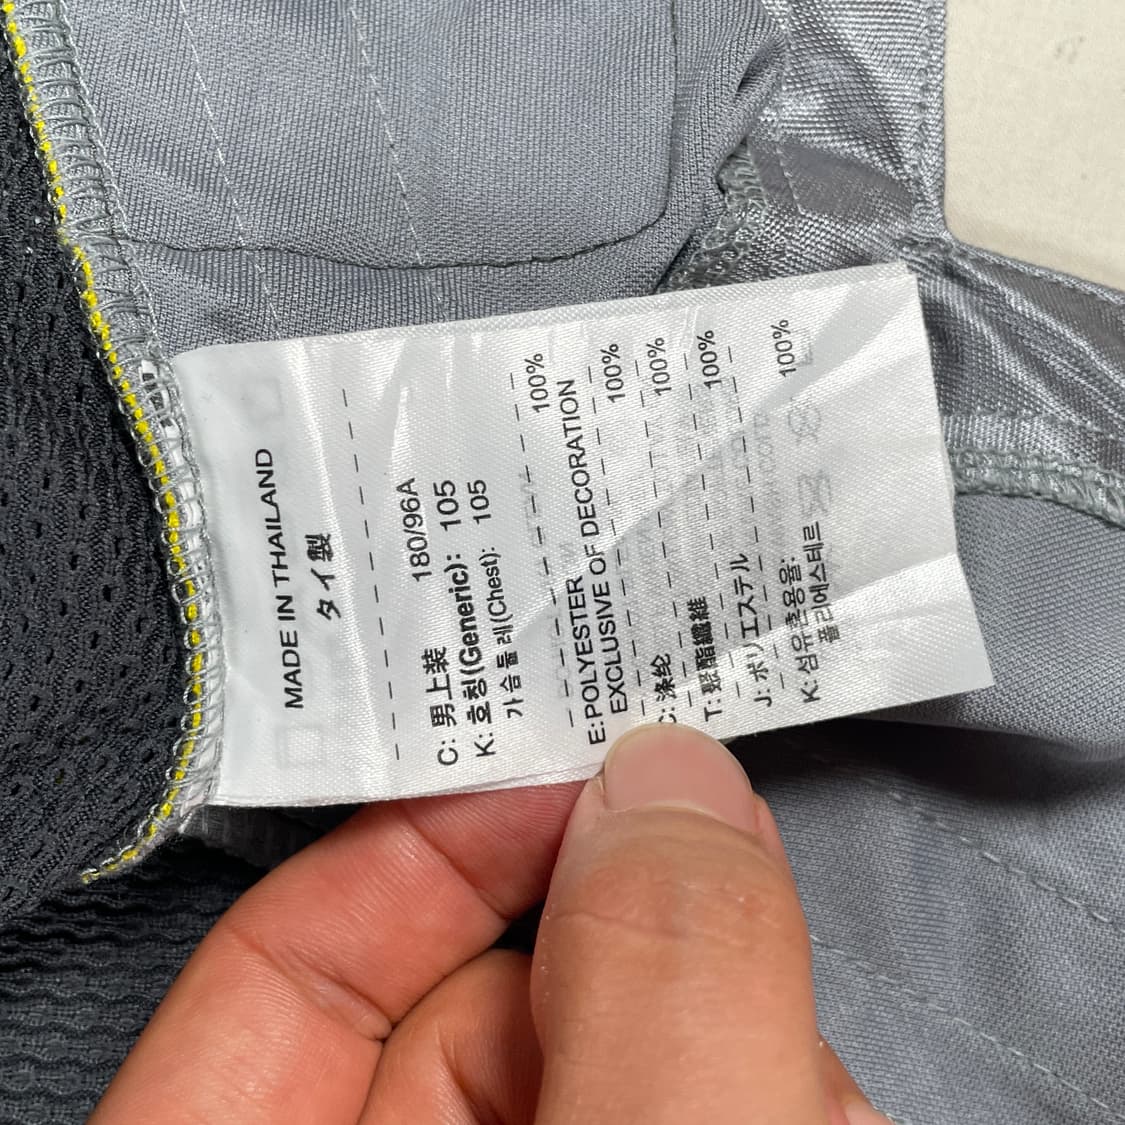 MADE IN THAILAND
タイ製
180/96A
C: 男上装
K: 호칭(Generic): 105
가슴둘레(Chest): 105
100%
E: POLYESTER
EXCLUSIVE OF DECORATION
100%
C: 涤纶
100%
T: 聚酯纖維
100%
J: ポリエステル
K: 섬유혼용율:
폴리에스테르 100%